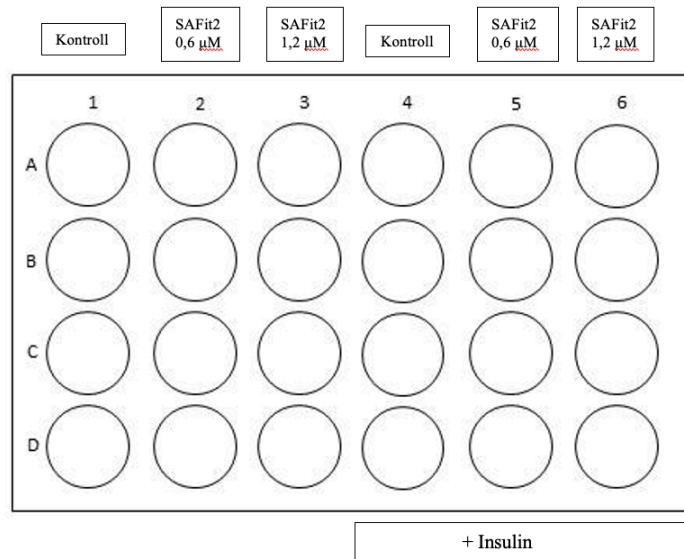 Kontroll
SAFit2
0,6 µM
SAFit2
1,2 µM
Kontroll
SAFit2
0,6 µM
SAFit2
1,2 µM
1 2 3 4 5 6
A
B
C
D
+ Insulin